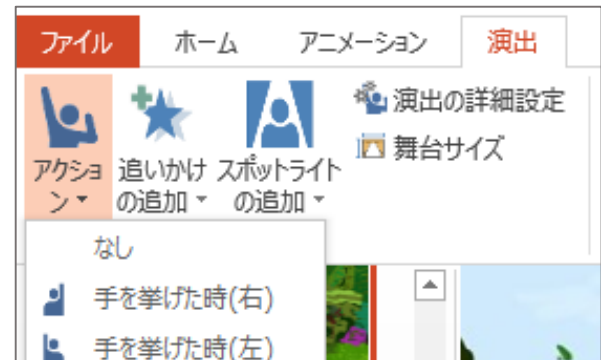 ファイル ホーム アニメーション 演出
アクショ
ン
追いかけ
の追加
スポットライト
の追加
演出の詳細設定
舞台サイズ
なし
手を挙げた時(右)
手を挙げた時(左)